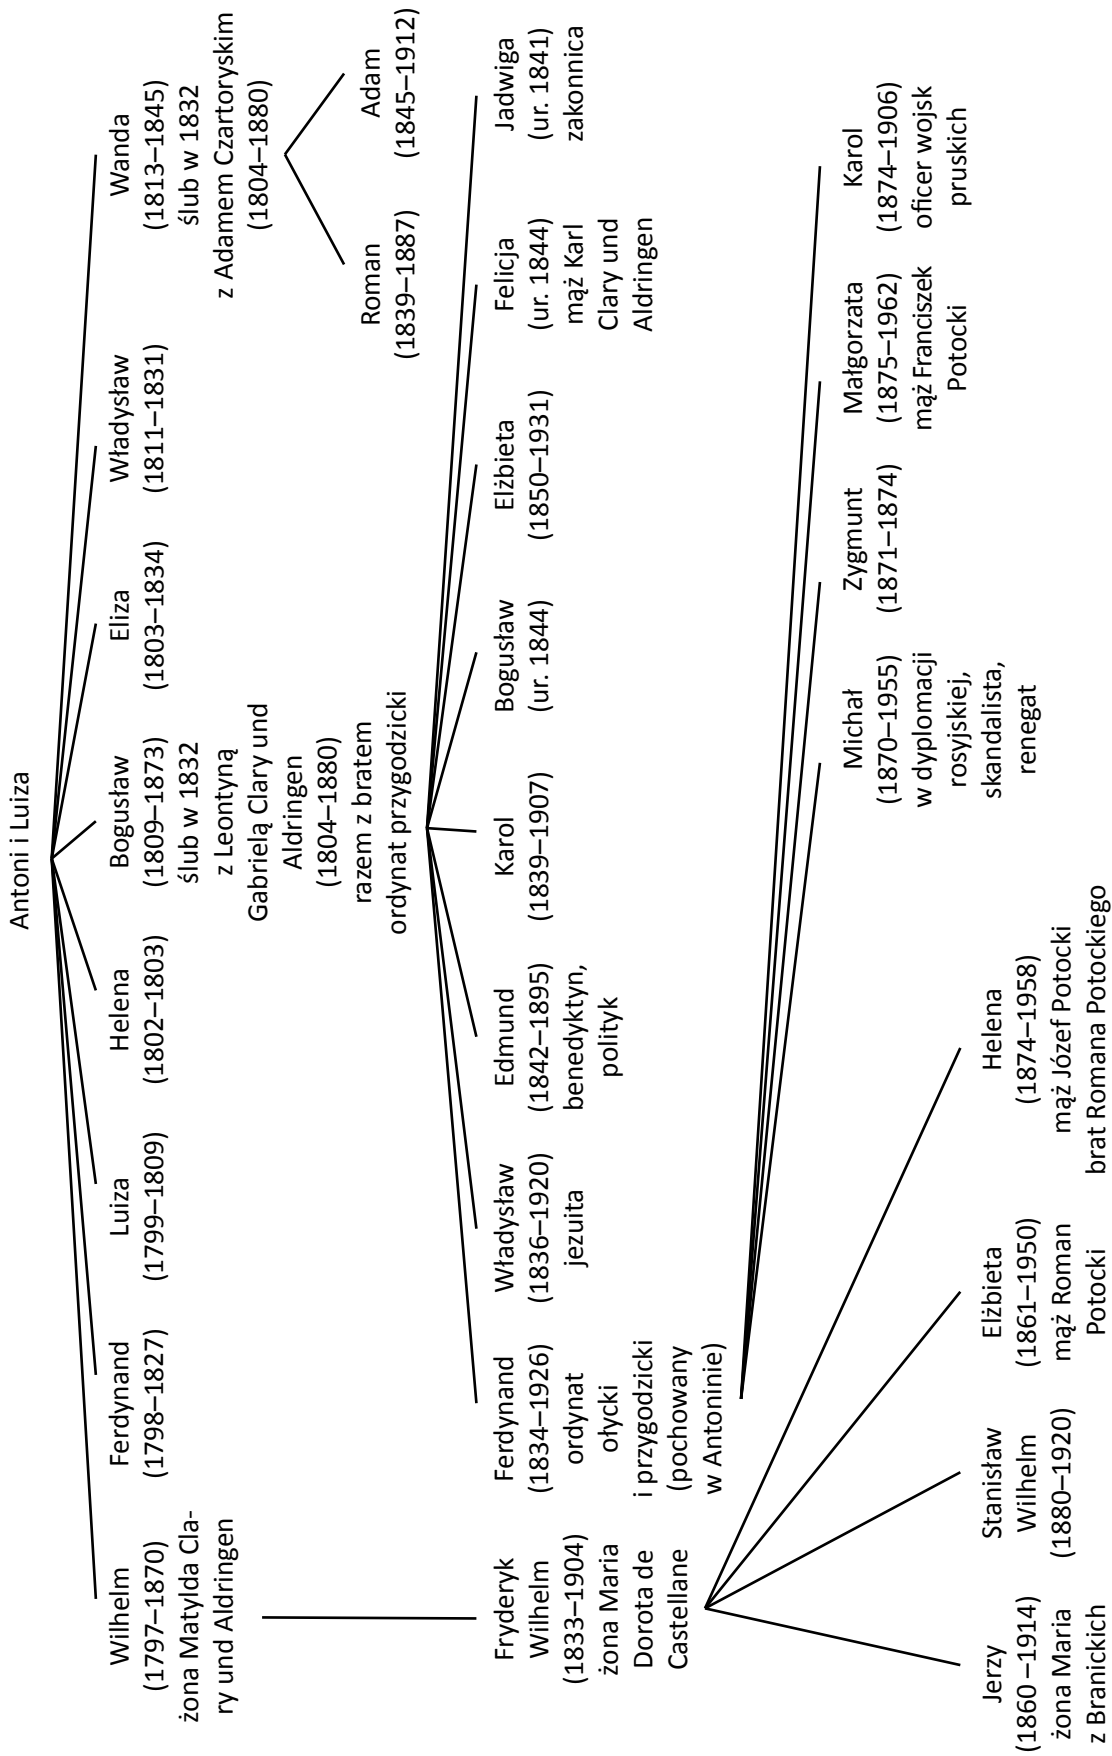 Antoni i Luiza
Wilhelm
(1797–1870)
żona Matylda Cla-
ry und Aldringen
Ferdynand
(1798–1827)
Luiza
(1799–1809)
Helena
(1802–1803)
Bogusław
(1809–1873)
ślub w 1832
z Leontyną
Gabrielą Clary und
Aldringen
(1804–1880)
razem z bratem
ordynat przygodzicki
Eliza
(1803–1834)
Władysław
(1811–1831)
Wanda
(1813–1845)
ślub w 1832
z Adamem Czartoryskim
(1804–1880)
Roman
(1839–1887)
Adam
(1845–1912)
Fryderyk
Wilhelm
(1833–1904)
żona Maria
Dorota de
Castellane
Ferdynand
(1834–1926)
ordynat
ołycki
i przygodzicki
(pochowany
w Antoninie)
Władysław
(1836–1920)
jezuita
Edmund
(1842–1895)
benedyktyn,
polityk
Karol
(1839–1907)
Bogusław
(ur. 1844)
Elżbieta
(1850–1931)
Felicja
(ur. 1844)
mąż Karl
Clary und
Aldringen
Jadwiga
(ur. 1841)
zakonnica
Michał
(1870–1955)
w dyplomacji
rosyjskiej,
skandalista,
renegat
Zygmunt
(1871–1874)
Małgorzata
(1875–1962)
mąż Franciszek
Potocki
Karol
(1874–1906)
oficer wojsk
pruskich
Jerzy
(1860 –1914)
żona Maria
z Branickich
Stanisław
Wilhelm
(1880–1920)
Elżbieta
(1861–1950)
mąż Roman
Potocki
Helena
(1874–1958)
mąż Józef Potocki
brat Romana Potockiego